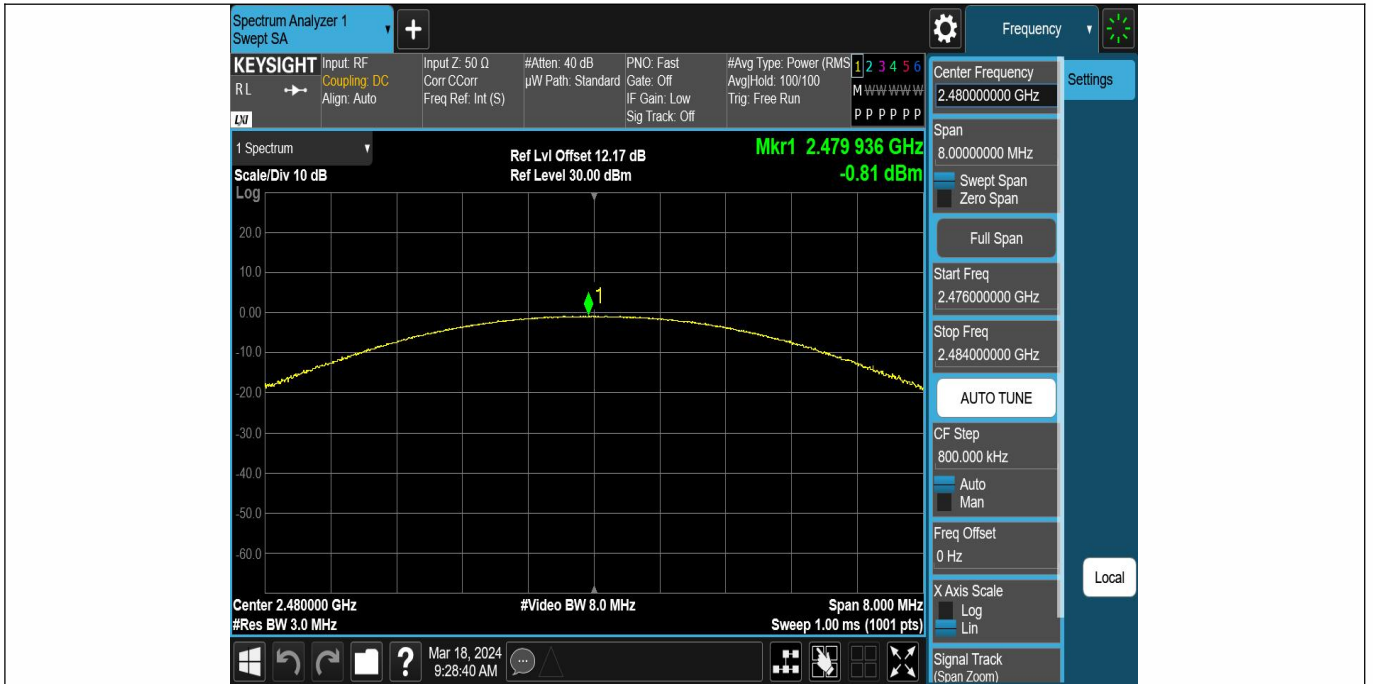 Spectrum Analyzer 1
Swept SA
+
Frequency
KEYSIGHT
RL
LXI
Input: RF
Coupling: DC
Align: Auto
Input Z: 50 Ω
Corr CCorr
Freq Ref: Int (S)
#Atten: 40 dB
µW Path: Standard
PNO: Fast
Gate: Off
IF Gain: Low
Sig Track: Off
#Avg Type: Power (RMS
Avg|Hold: 100/100
Trig: Free Run
1 2 3 4 5 6
M W W W W W
P P P P P P
1 Spectrum
Scale/Div 10 dB
Ref Lvl Offset 12.17 dB
Ref Level 30.00 dBm
Mkr1 2.479 936 GHz
-0.81 dBm
Log
20.0
10.0
0.00
-10.0
-20.0
-30.0
-40.0
-50.0
-60.0
1
Center 2.480000 GHz
#Res BW 3.0 MHz
#Video BW 8.0 MHz
Span 8.000 MHz
Sweep 1.00 ms (1001 pts)
?
Mar 18, 2024
9:28:40 AM
Center Frequency
2.480000000 GHz
Span
8.00000000 MHz
Swept Span
Zero Span
Full Span
Start Freq
2.476000000 GHz
Stop Freq
2.484000000 GHz
AUTO TUNE
CF Step
800.000 kHz
Auto
Man
Freq Offset
0 Hz
X Axis Scale
Log
Lin
Signal Track
(Span Zoom)
Settings
Local